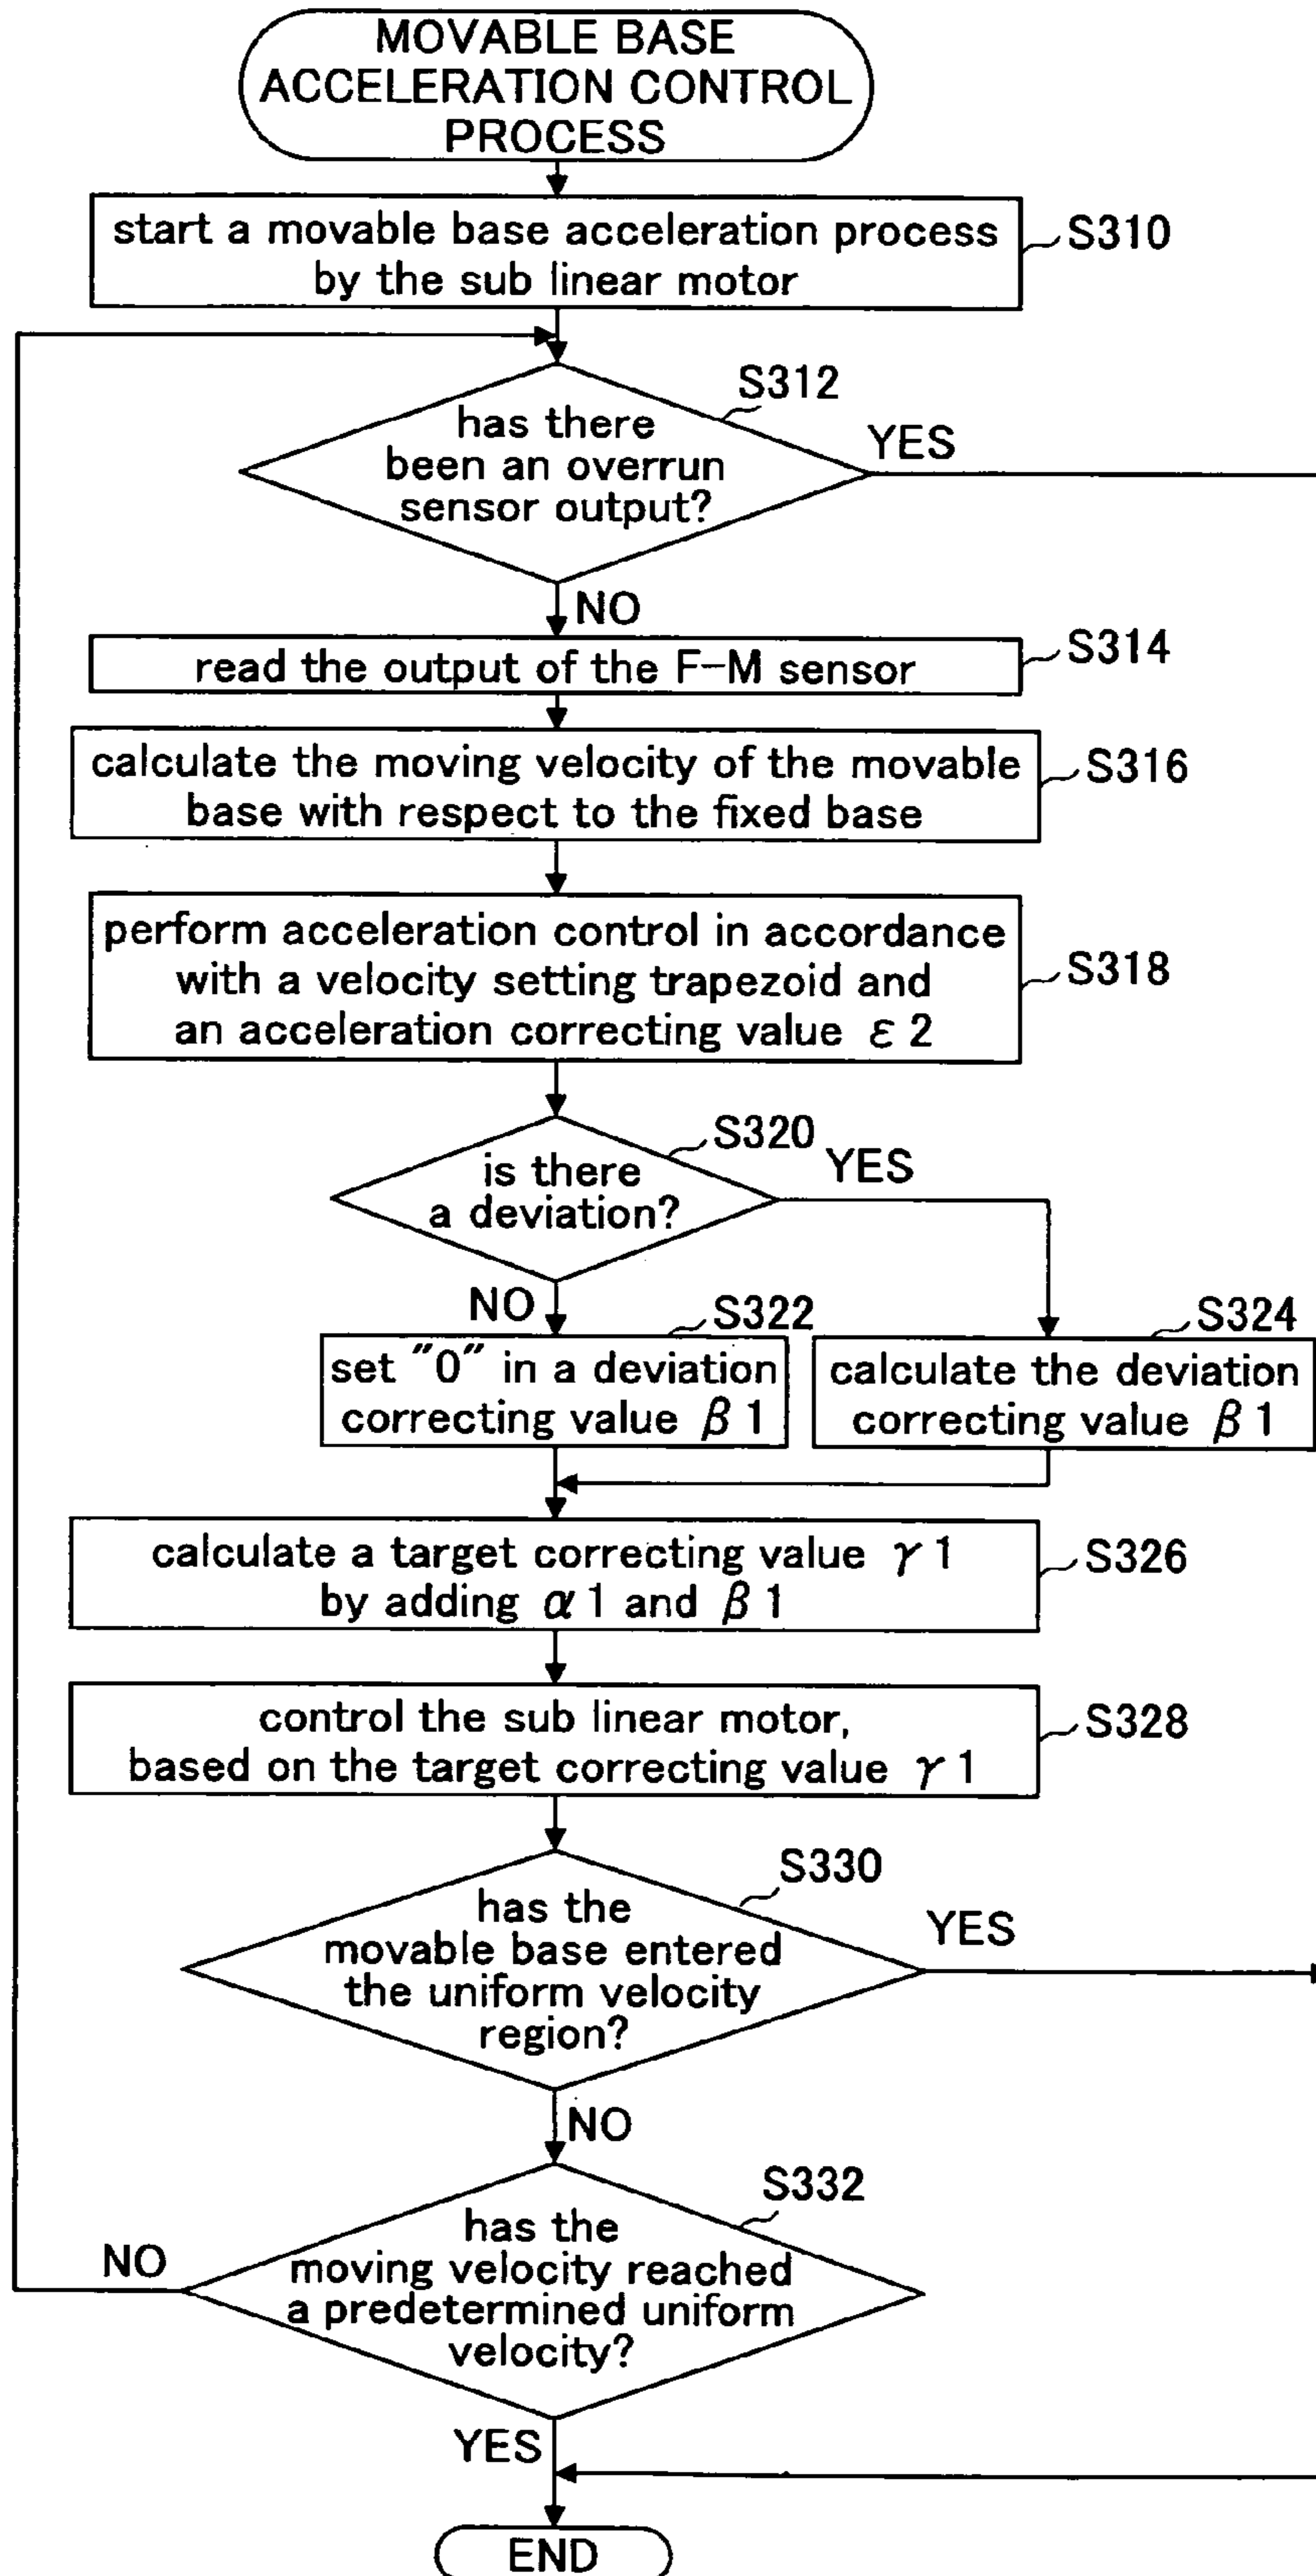 MOVABLE BASE
ACCELERATION CONTROL
PROCESS
start a movable base acceleration process
by the sub linear motor
S310
S312
has there
been an overrun
sensor output?
YES
NO
read the output of the F-M sensor
S314
calculate the moving velocity of the movable
base with respect to the fixed base
S316
perform acceleration control in accordance
with a velocity setting trapezoid and
an acceleration correcting value ε 2
S318
S320
is there
a deviation?
YES
NO
S322
set "0" in a deviation
correcting value β 1
S324
calculate the deviation
correcting value β 1
calculate a target correcting value γ 1
by adding α 1 and β 1
S326
control the sub linear motor,
based on the target correcting value γ 1
S328
S330
has the
movable base entered
the uniform velocity
region?
YES
NO
S332
has the
moving velocity reached
a predetermined uniform
velocity?
NO
YES
END